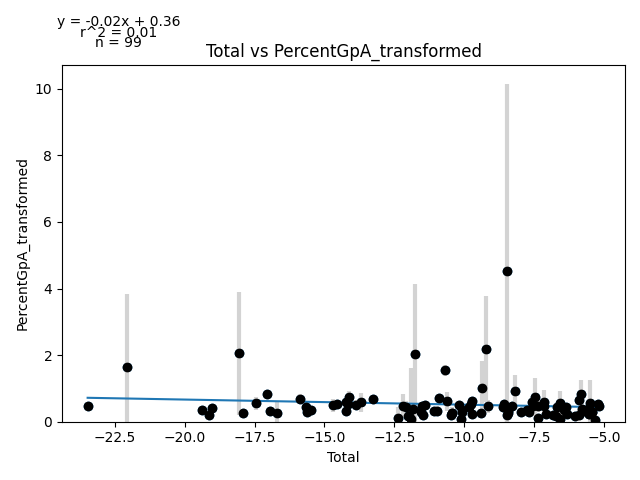 y = -0.02x + 0.36
r^2 = 0.01
n = 99
Total vs PercentGpA_transformed
PercentGpA_transformed
10
8
6
4
2
0
−22.5 −20.0 −17.5 −15.0 −12.5 −10.0 −7.5 −5.0
Total